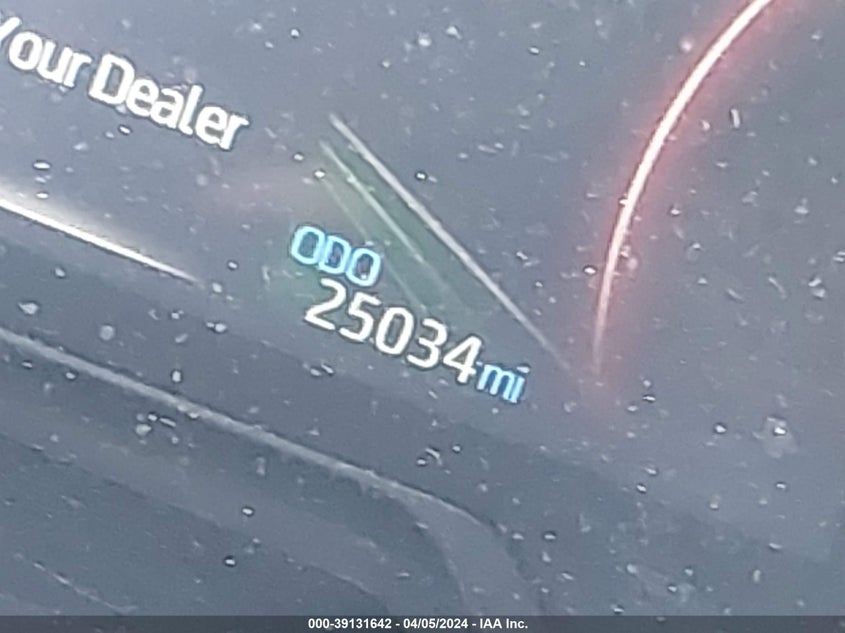 Your Dealer
ODO
25034mi
000-39131642 - 04/05/2024 - IAA Inc.